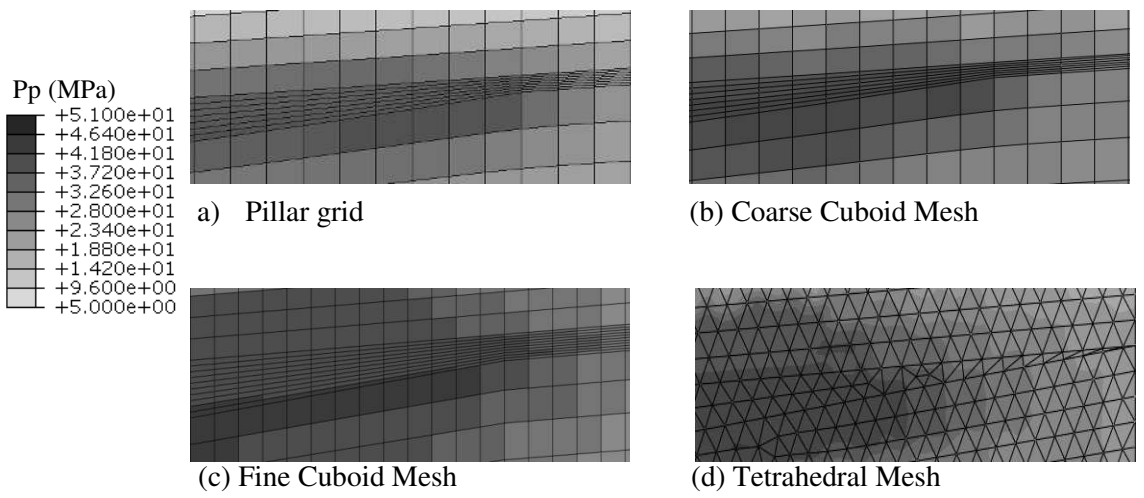 Pp (MPa)
+5.100e+01
+4.640e+01
+4.180e+01
+3.720e+01
+3.260e+01
+2.800e+01
+2.340e+01
+1.880e+01
+1.420e+01
+9.600e+00
+5.000e+00
a) Pillar grid
(b) Coarse Cuboid Mesh
(c) Fine Cuboid Mesh
(d) Tetrahedral Mesh